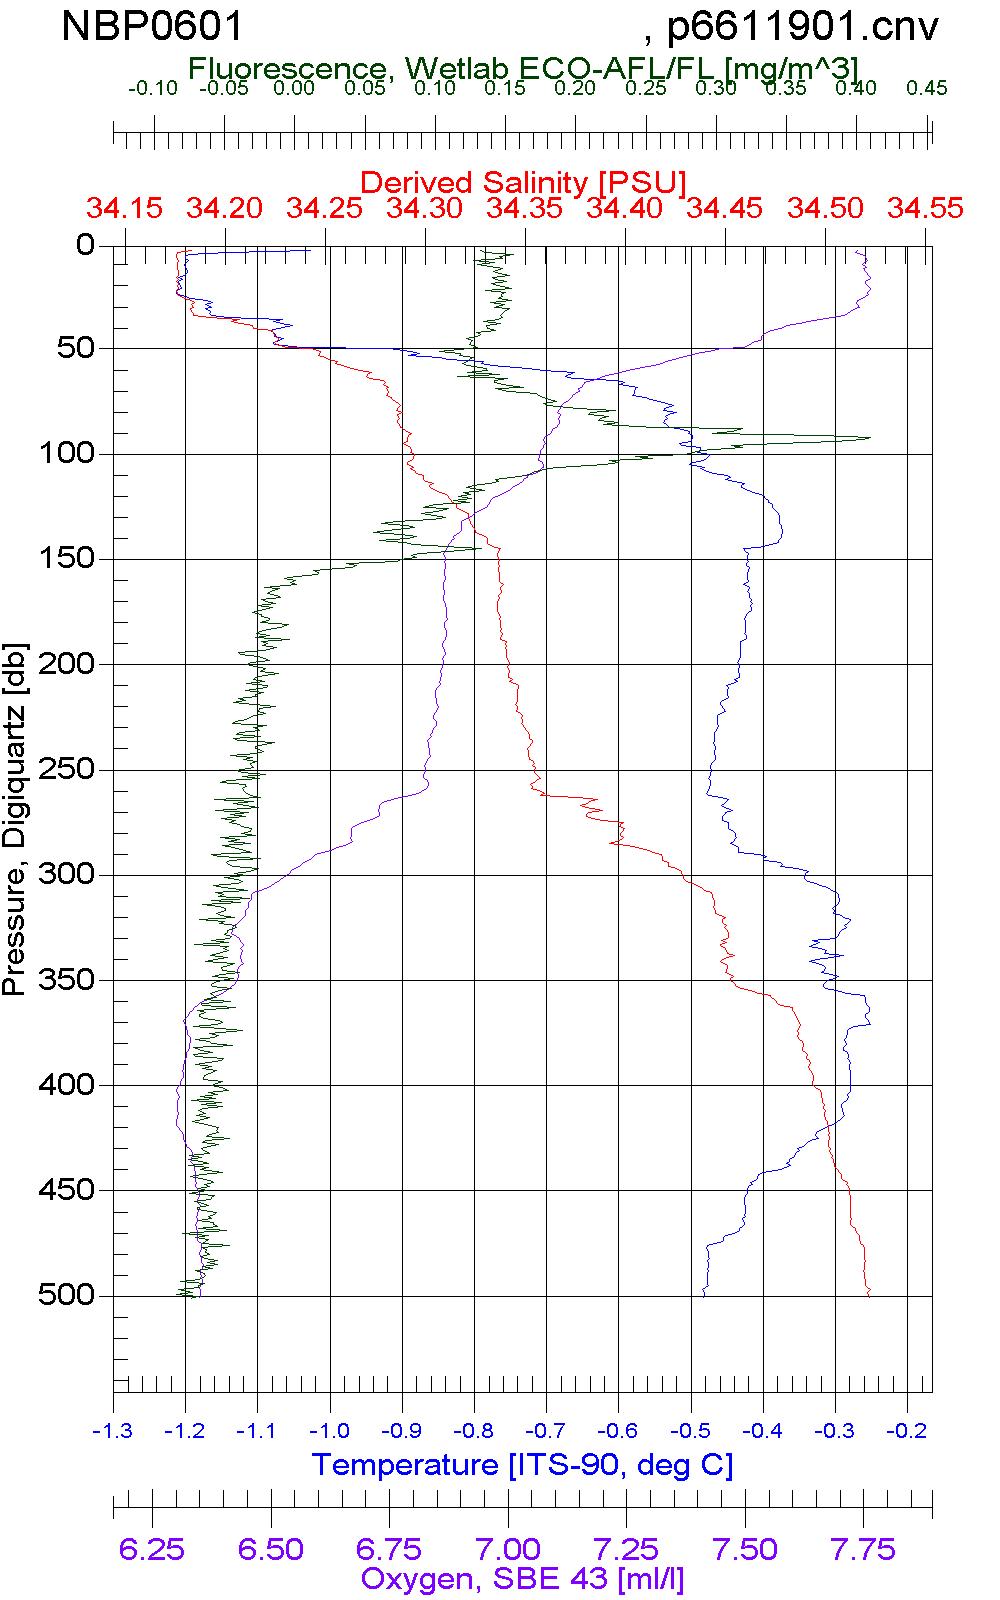 NBP0601 , p6611901.cnv
Fluorescence, Wetlab ECO-AFL/FL [mg/m^3]
-0.10 -0.05 0.00 0.05 0.10 0.15 0.20 0.25 0.30 0.35 0.40 0.45
Derived Salinity [PSU]
34.15 34.20 34.25 34.30 34.35 34.40 34.45 34.50 34.55
0
50
100
150
200
250
300
350
400
450
500
Pressure, Digiquartz [db]
-1.3 -1.2 -1.1 -1.0 -0.9 -0.8 -0.7 -0.6 -0.5 -0.4 -0.3 -0.2
Temperature [ITS-90, deg C]
6.25 6.50 6.75 7.00 7.25 7.50 7.75
Oxygen, SBE 43 [ml/l]